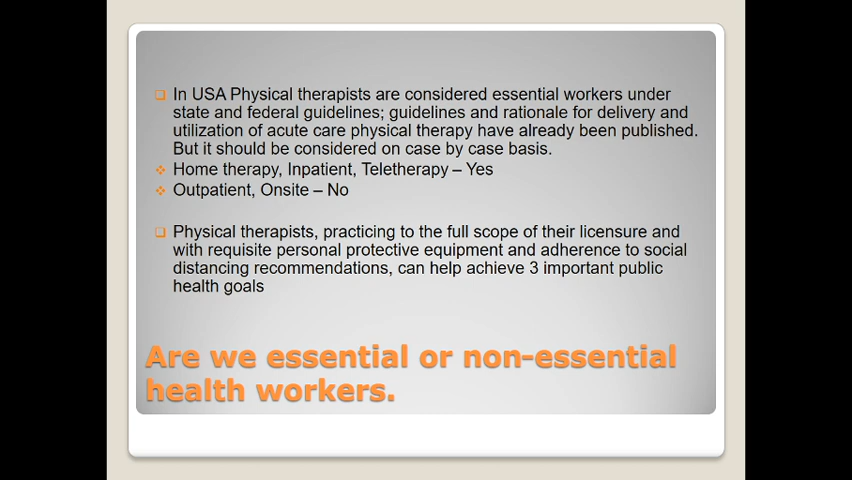 In USA Physical therapists are considered essential workers under
state and federal guidelines; guidelines and rationale for delivery and
utilization of acute care physical therapy have already been published.
But it should be considered on case by case basis.
Home therapy, Inpatient, Teletherapy – Yes
Outpatient, Onsite – No
Physical therapists, practicing to the full scope of their licensure and
with requisite personal protective equipment and adherence to social
distancing recommendations, can help achieve 3 important public
health goals
Are we essential or non-essential
health workers.